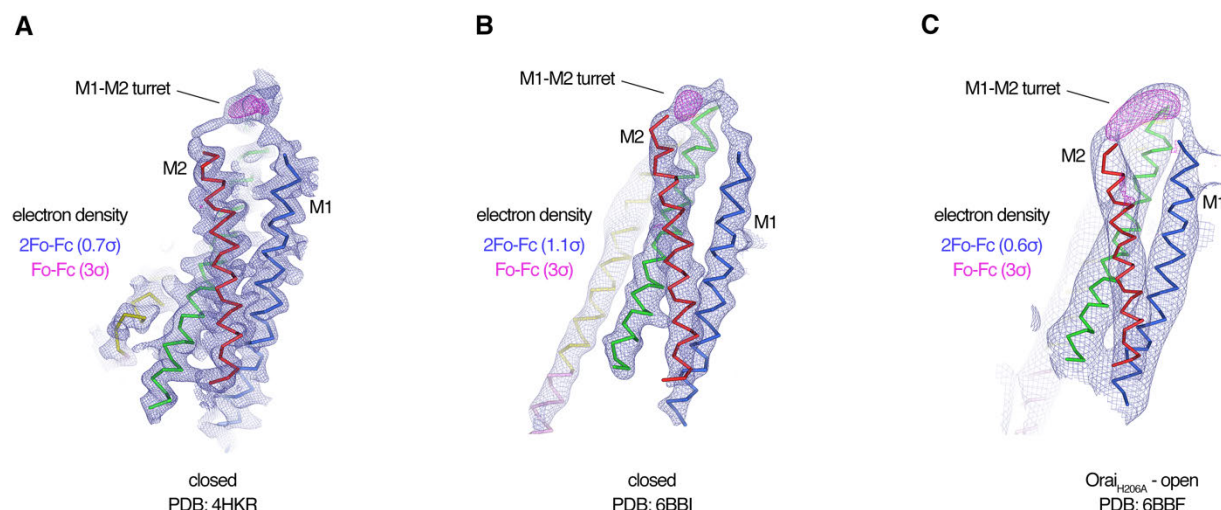 A
M1-M2 turret
M2
M1
electron density
2Fo-Fc (0.7σ)
Fo-Fc (3σ)
closed
PDB: 4HKR
B
M1-M2 turret
M2
M1
electron density
2Fo-Fc (1.1σ)
Fo-Fc (3σ)
closed
PDB: 6BBI
C
M1-M2 turret
M2
M1
electron density
2Fo-Fc (0.6σ)
Fo-Fc (3σ)
Orai_H206A - open
PDB: 6BBF